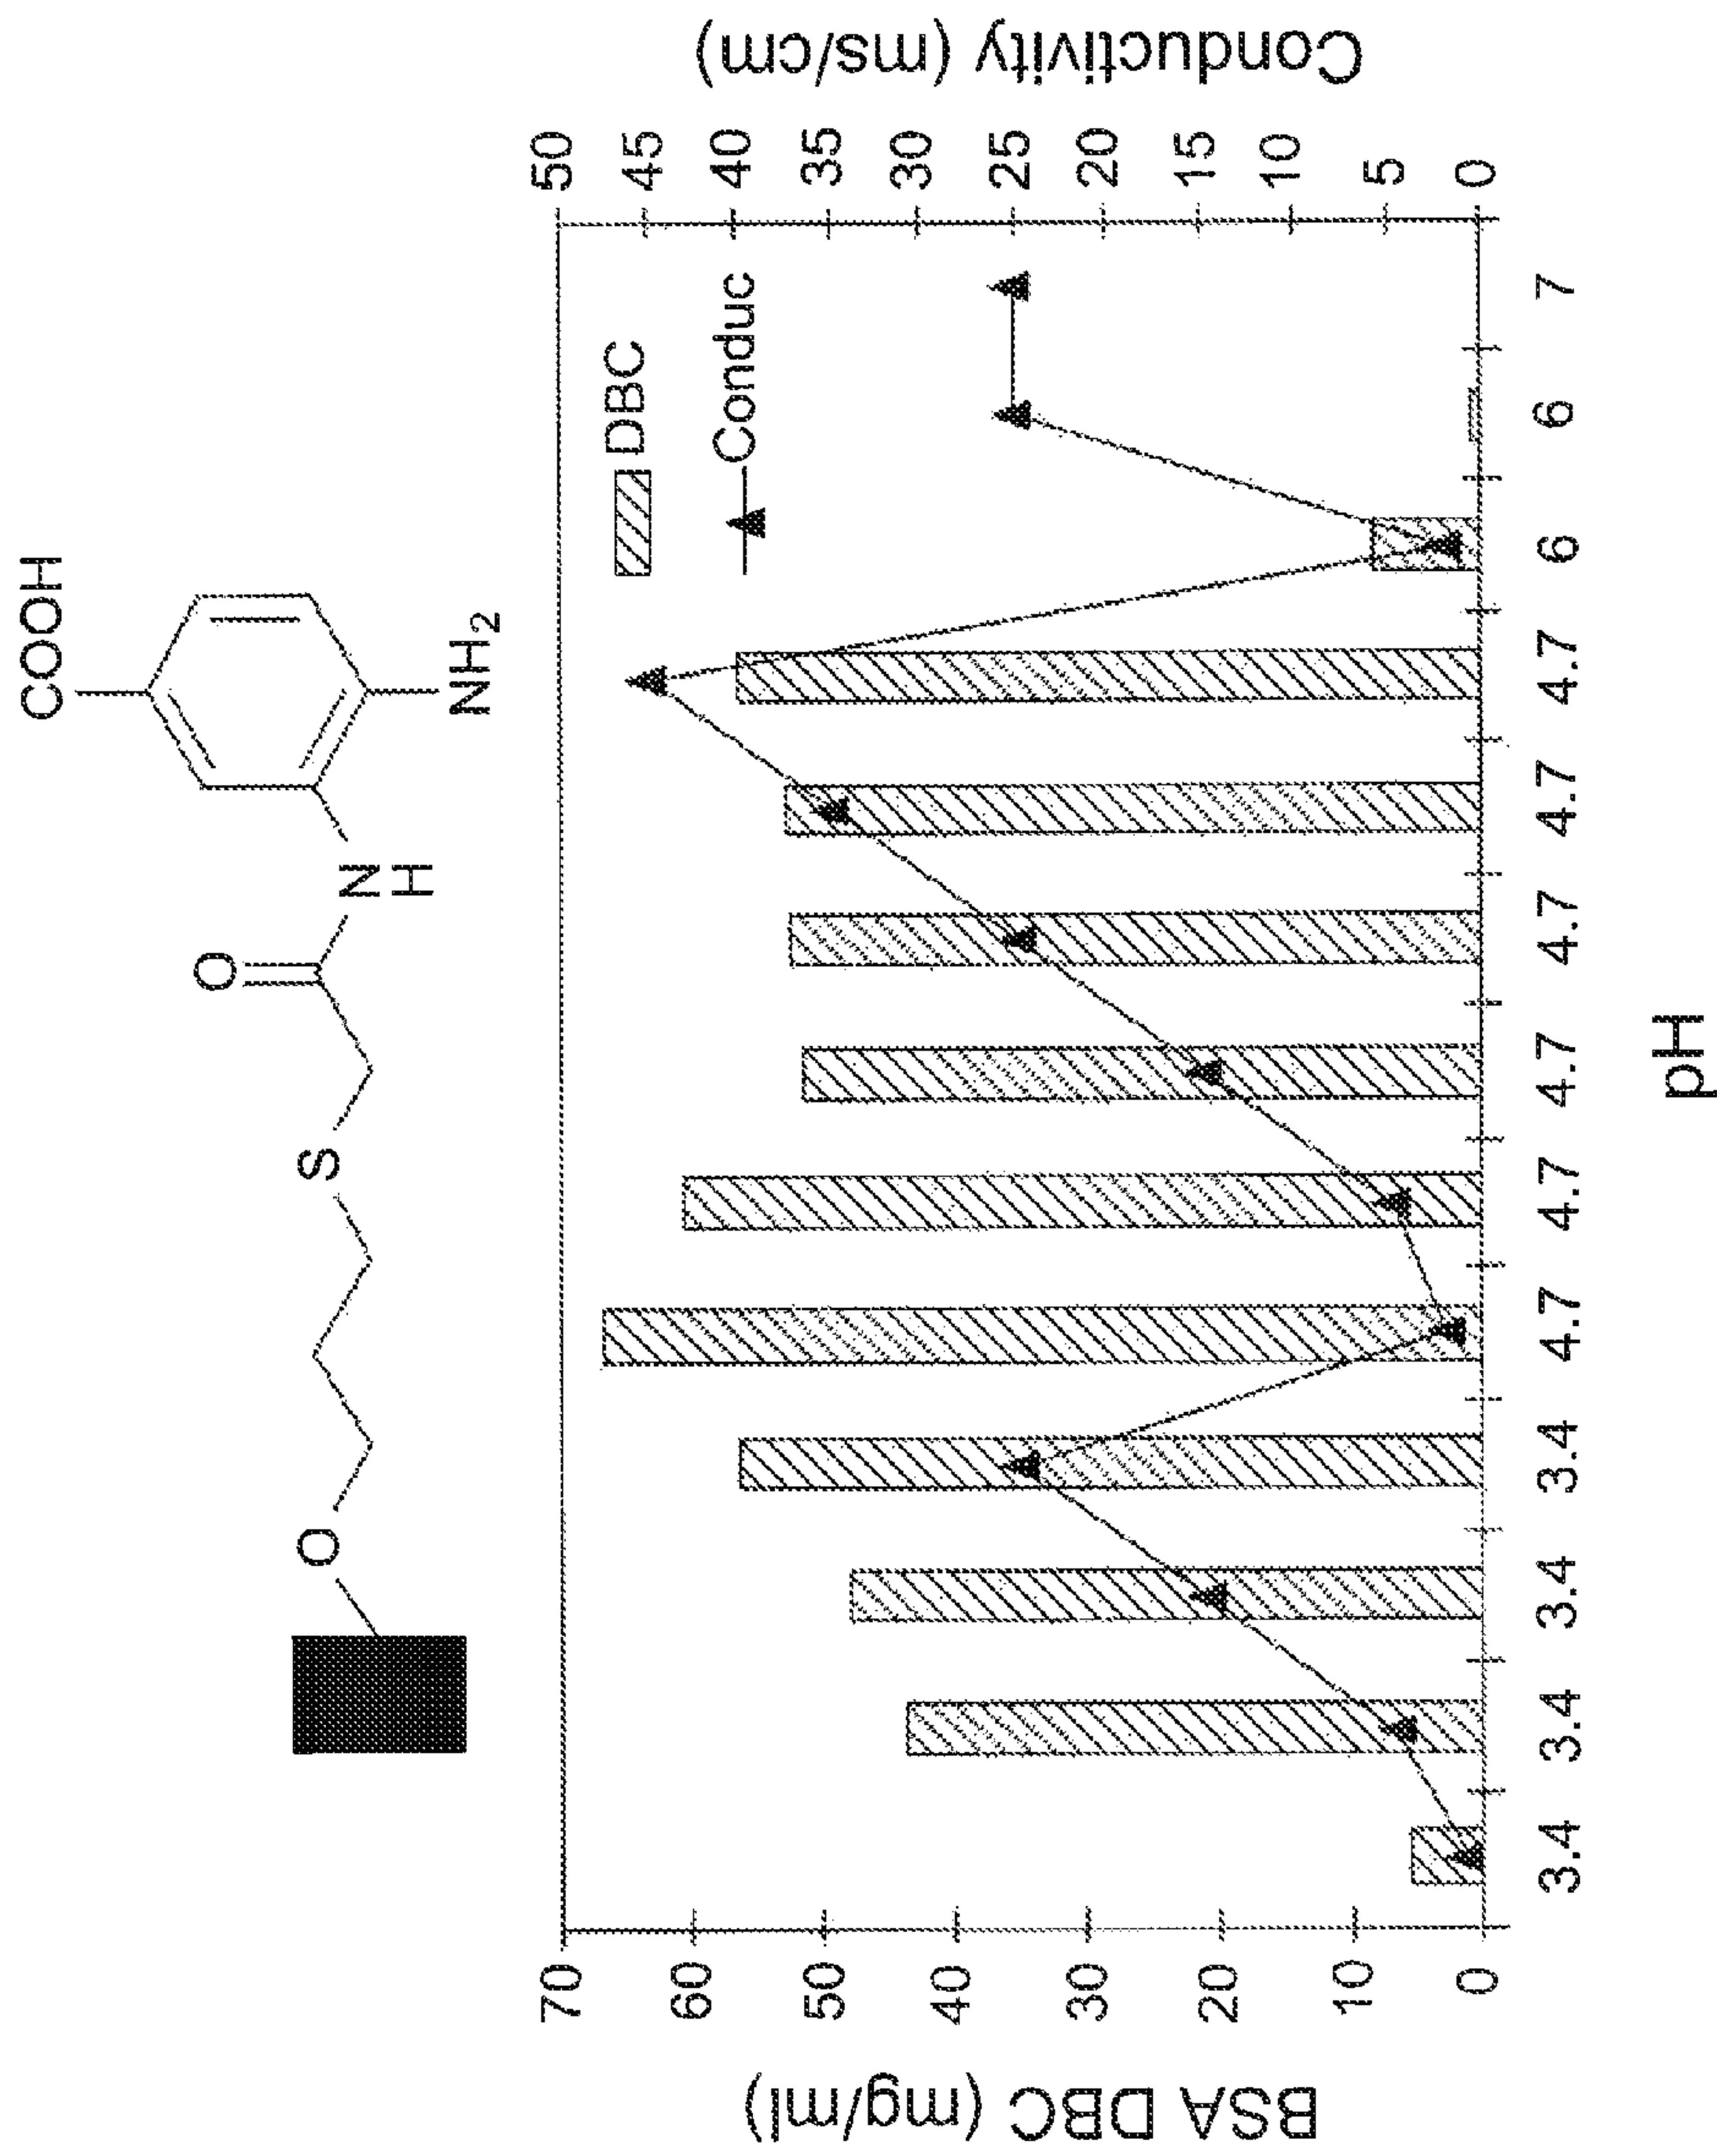 COOH
O
O
S
N
H
NH2
BSA DBC (mg/ml)
70
60
50
40
30
20
10
0
DBC
Conduc
50
45
40
35
30
25
20
15
10
5
0
Conductivity (ms/cm)
3.4 3.4 3.4 3.4 4.7 4.7 4.7 4.7 4.7 4.7 6 6 7
pH